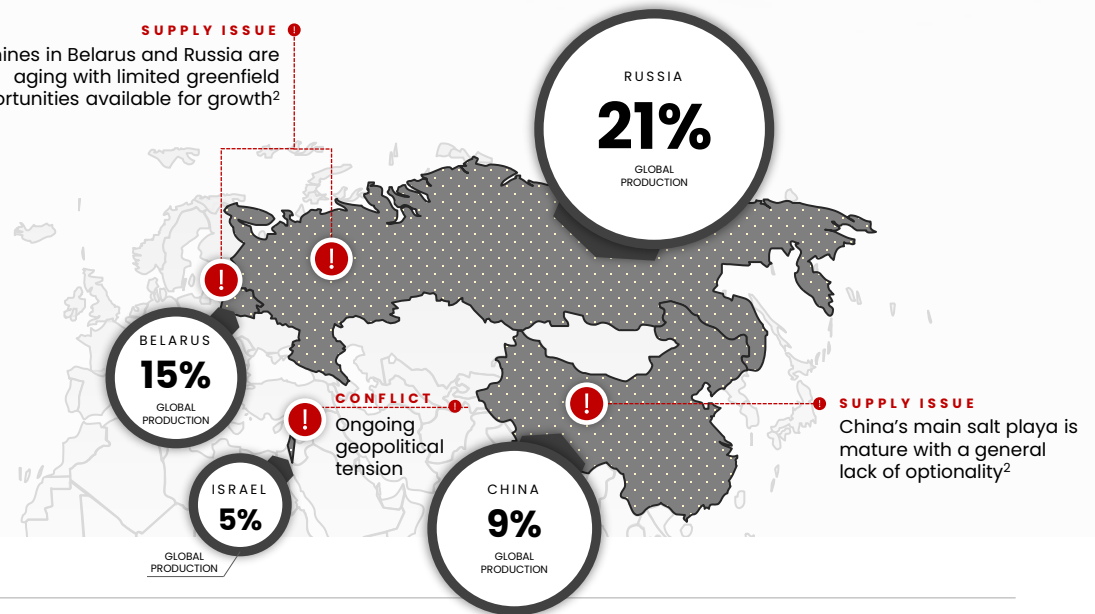 SUPPLY ISSUE
in Belarus and Russia are
aging with limited greenfield
available for growth2
RUSSIA
21%
GLOBAL
PRODUCTION
BELARUS
15%
GLOBAL
PRODUCTION
CONFLICT
Ongoing
geopolitical
tension
SUPPLY ISSUE
China's main salt playa is
mature with a general
lack of optionality2
ISRAEL
5%
GLOBAL
PRODUCTION
CHINA
9%
GLOBAL
PRODUCTION